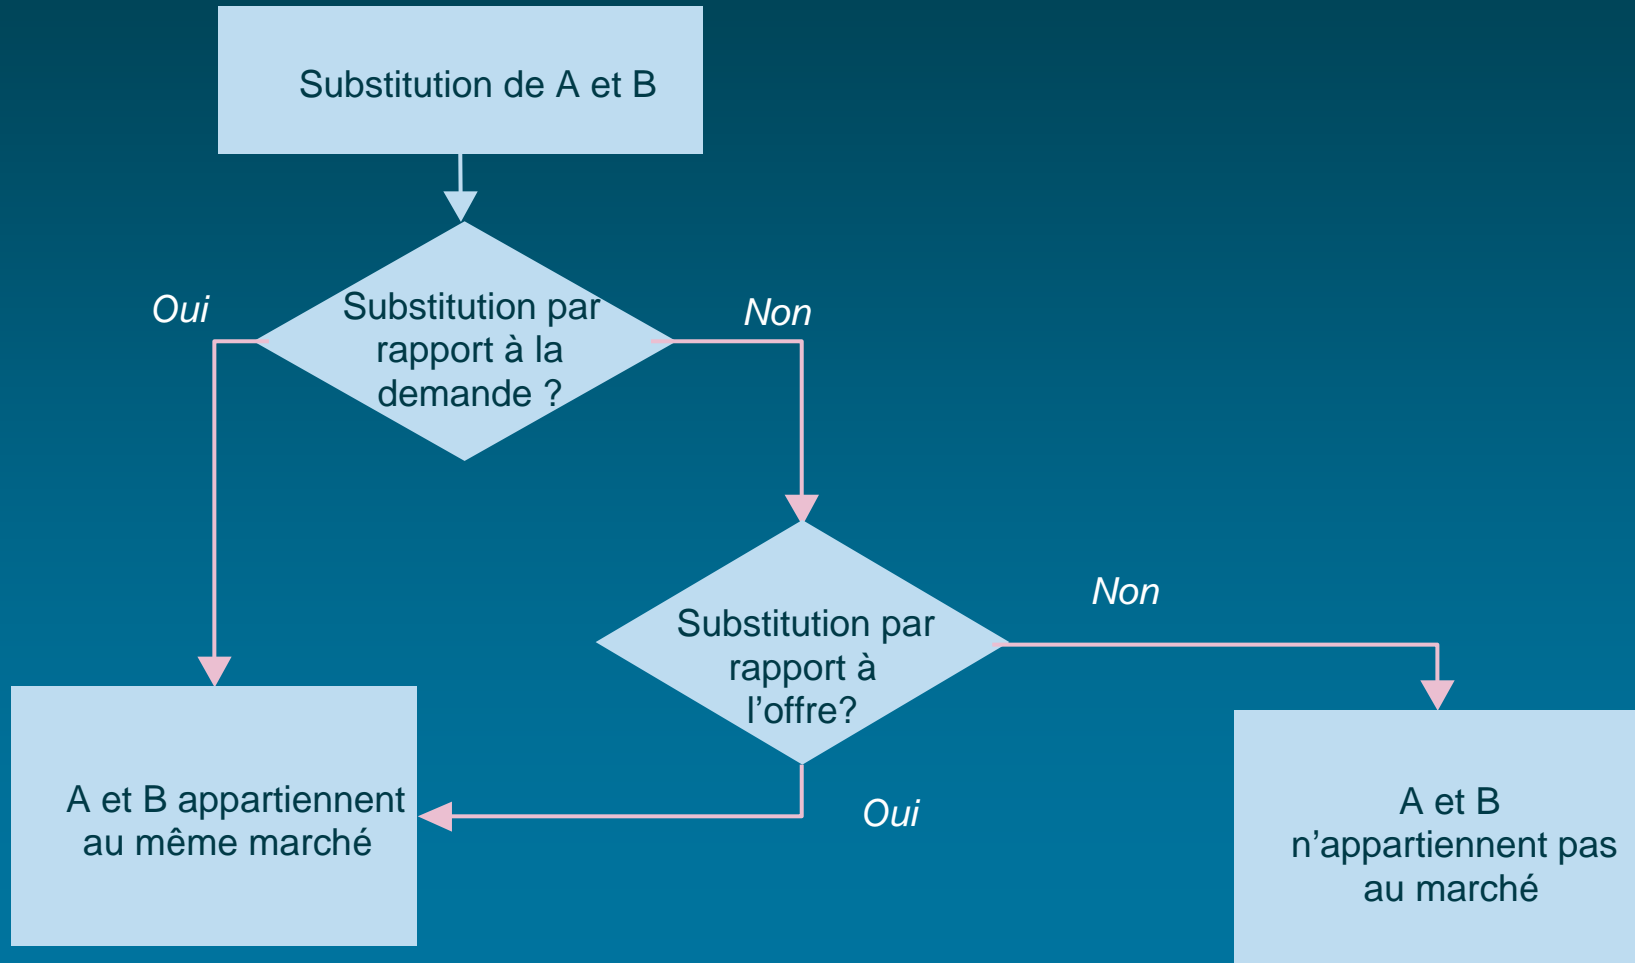 Substitution de A et B
Oui
Substitution par
rapport à la
demande ?
Non
Substitution par
rapport à
l’offre?
Non
Oui
A et B appartiennent
au même marché
A et B
n’appartiennent pas
au marché